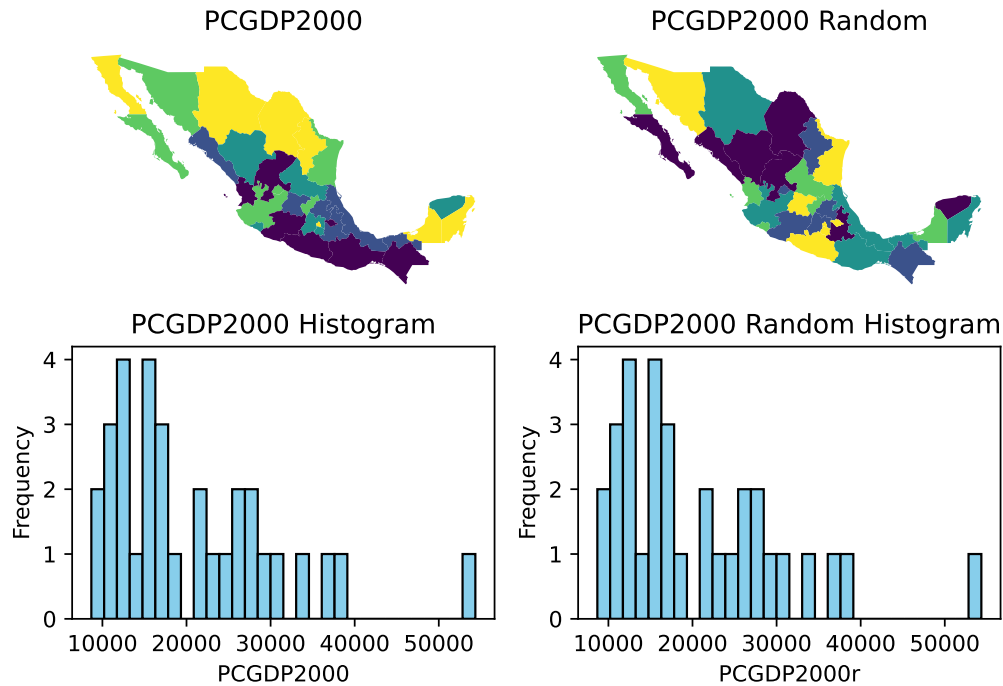 PCGDP2000
PCGDP2000 Random
PCGDP2000 Histogram
4
3
2
1
0
Frequency
10000 20000 30000 40000 50000
PCGDP2000
PCGDP2000 Random Histogram
4
3
2
1
0
Frequency
10000 20000 30000 40000 50000
PCGDP2000r